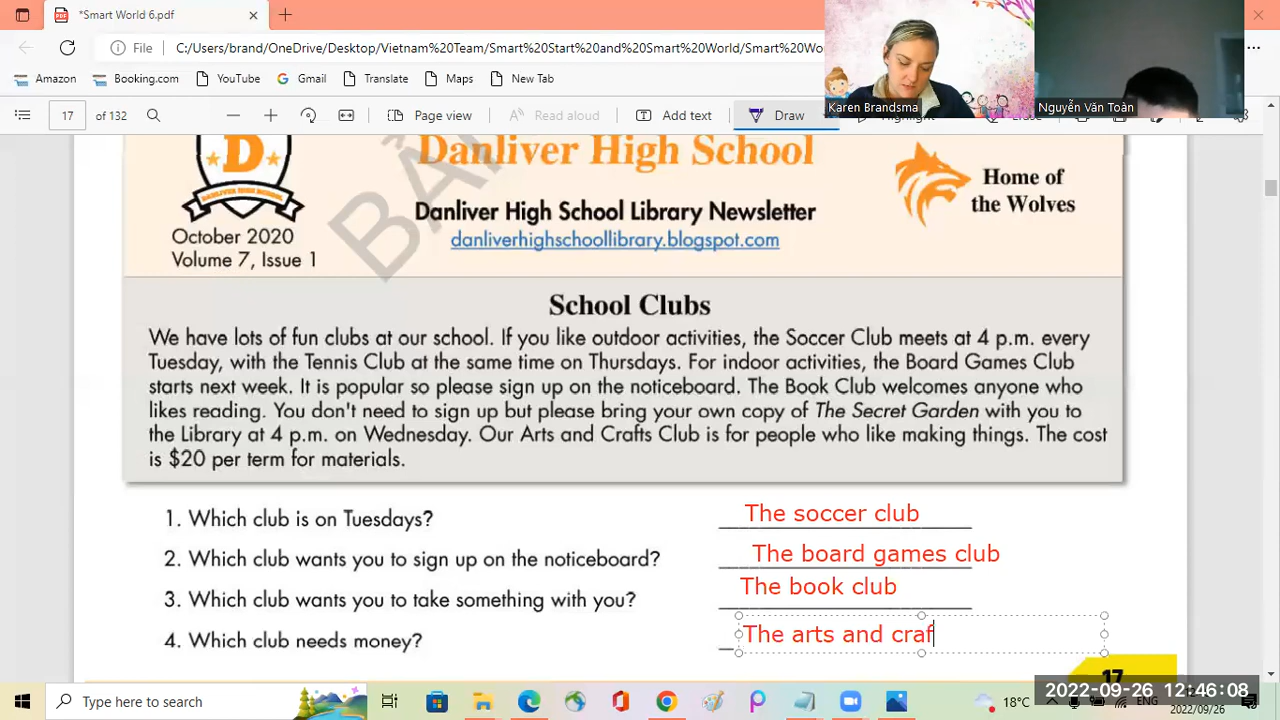 *Smart World6.pdf
File
C:/Users/brand/OneDrive/Desktop/Vietnam%20Team/Smart%20Start%20and%20Smart%20World/Smart%20Wo
Amazon
Booking.com
YouTube
Gmail
Translate
Maps
New Tab
17
of 132
Page view
Read aloud
Add text
Draw
Highlight
Erase
Karen Brandsma
Nguyễn Văn Toàn
D
DANLIVER HIGH SCHOOL
Danliver High School
Danliver High School Library Newsletter
danliverhighschoollibrary.blogspot.com
October 2020
Volume 7, Issue 1
Home of
the Wolves
School Clubs
We have lots of fun clubs at our school. If you like outdoor activities, the Soccer Club meets at 4 p.m. every
Tuesday, with the Tennis Club at the same time on Thursdays. For indoor activities, the Board Games Club
starts next week. It is popular so please sign up on the noticeboard. The Book Club welcomes anyone who
likes reading. You don't need to sign up but please bring your own copy of The Secret Garden with you to
the Library at 4 p.m. on Wednesday. Our Arts and Crafts Club is for people who like making things. The cost
is $20 per term for materials.
1. Which club is on Tuesdays? The soccer club
2. Which club wants you to sign up on the noticeboard? The board games club
3. Which club wants you to take something with you? The book club
4. Which club needs money? The arts and craf
17
Type here to search
18°C
ENG
2022-09-26 12:46:08
2022/09/26